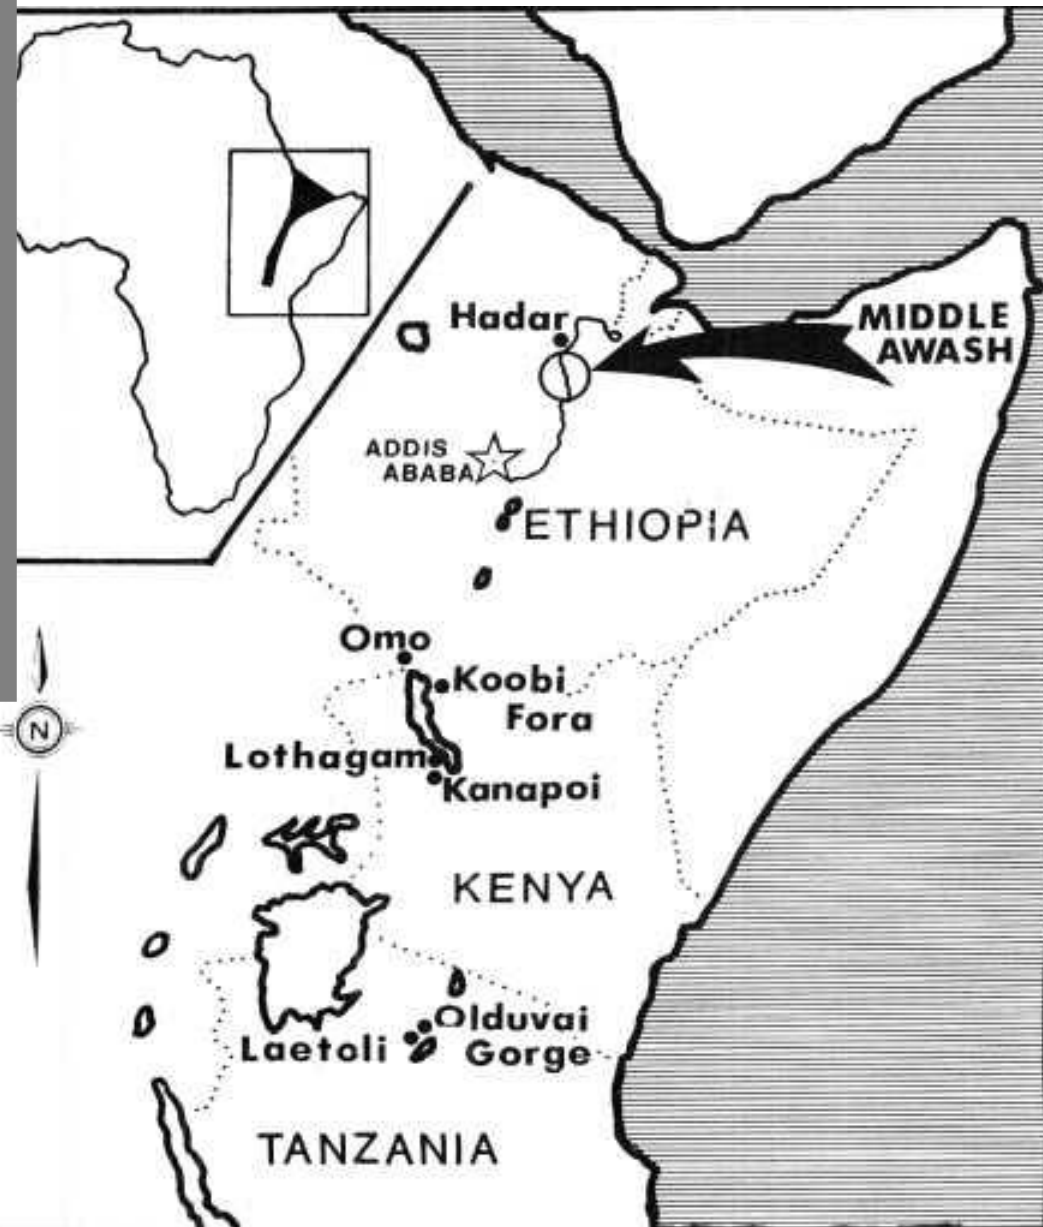 Hadar
MIDDLE
AWASH
ADDIS
ABABA
ETHIOPIA
Omo
Koobi
Fora
N
Lothagam
Kanapoi
KENYA
Olduvai
Gorge
Laetoli
TANZANIA